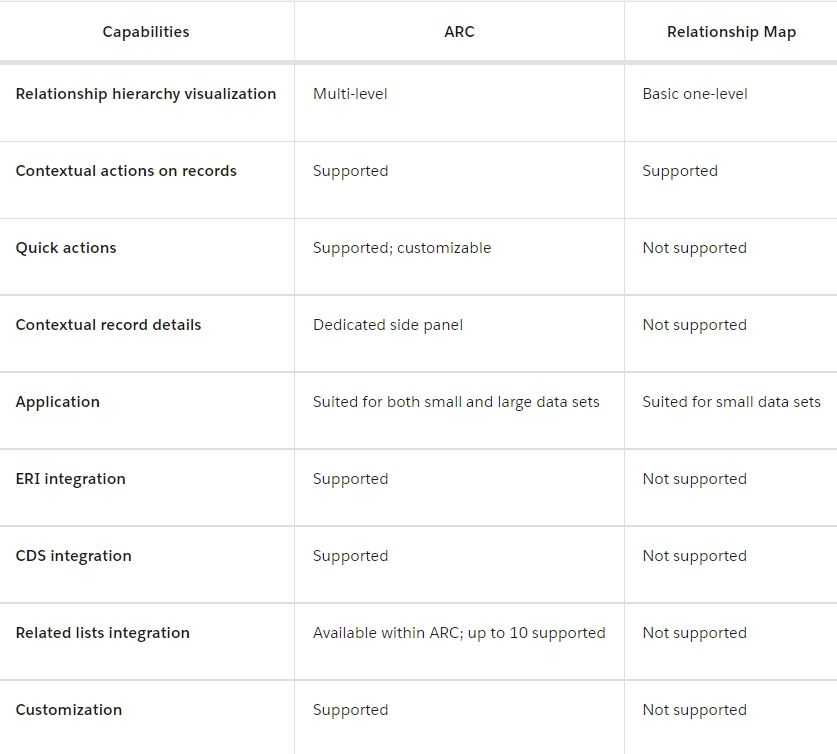 Capabilities ARC Relationship Map
Relationship hierarchy visualization Multi-level Basic one-level
Contextual actions on records Supported Supported
Quick actions Supported; customizable Not supported
Contextual record details Dedicated side panel Not supported
Application Suited for both small and large data sets Suited for small data sets
ERI integration Supported Not supported
CDS integration Supported Not supported
Related lists integration Available within ARC; up to 10 supported Not supported
Customization Supported Not supported